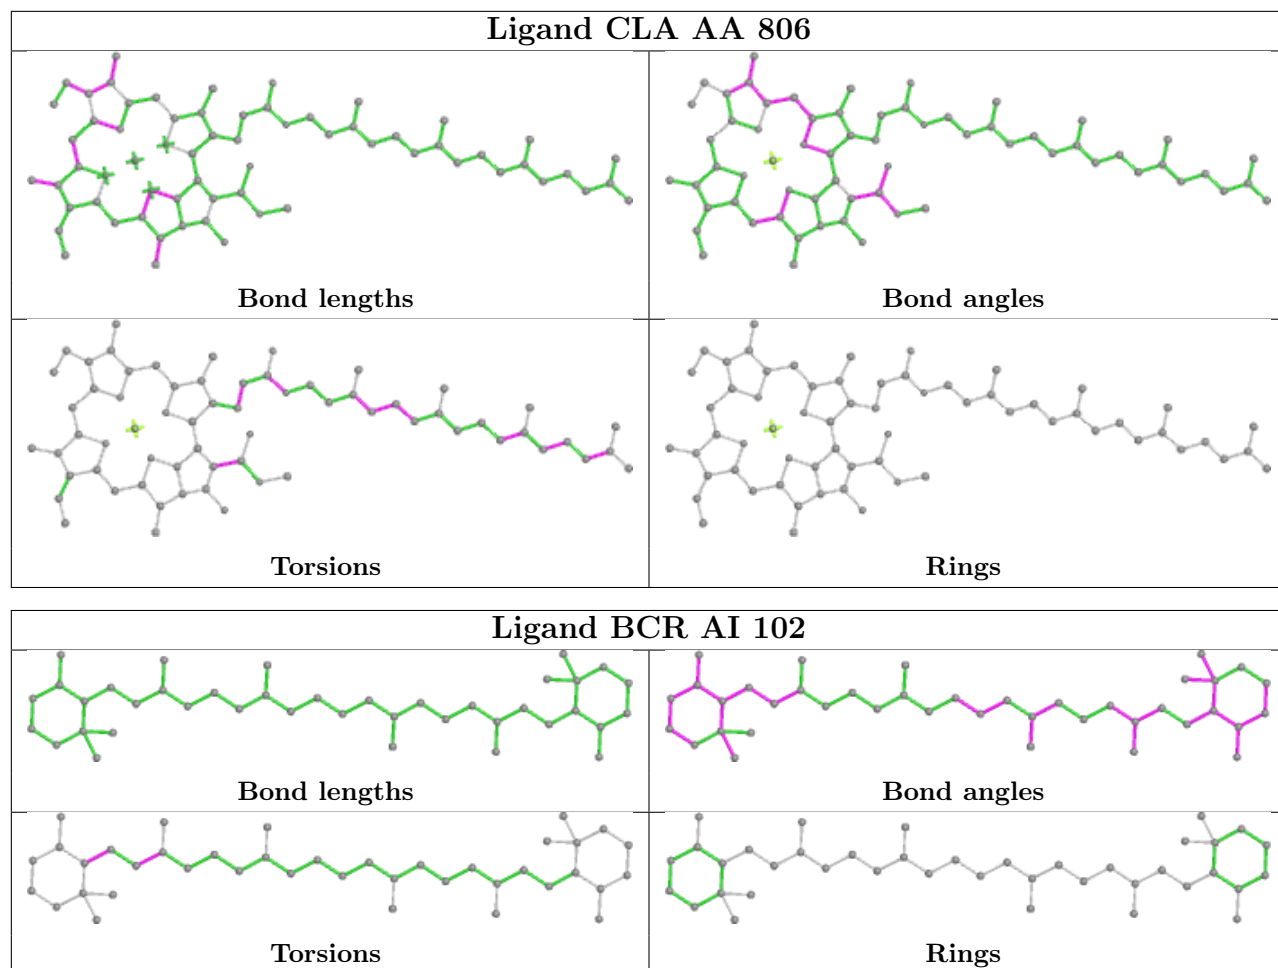 Ligand CLA AA 806
Bond lengths
Bond angles
Torsions
Rings
Ligand BCR AI 102
Bond lengths
Bond angles
Torsions
Rings